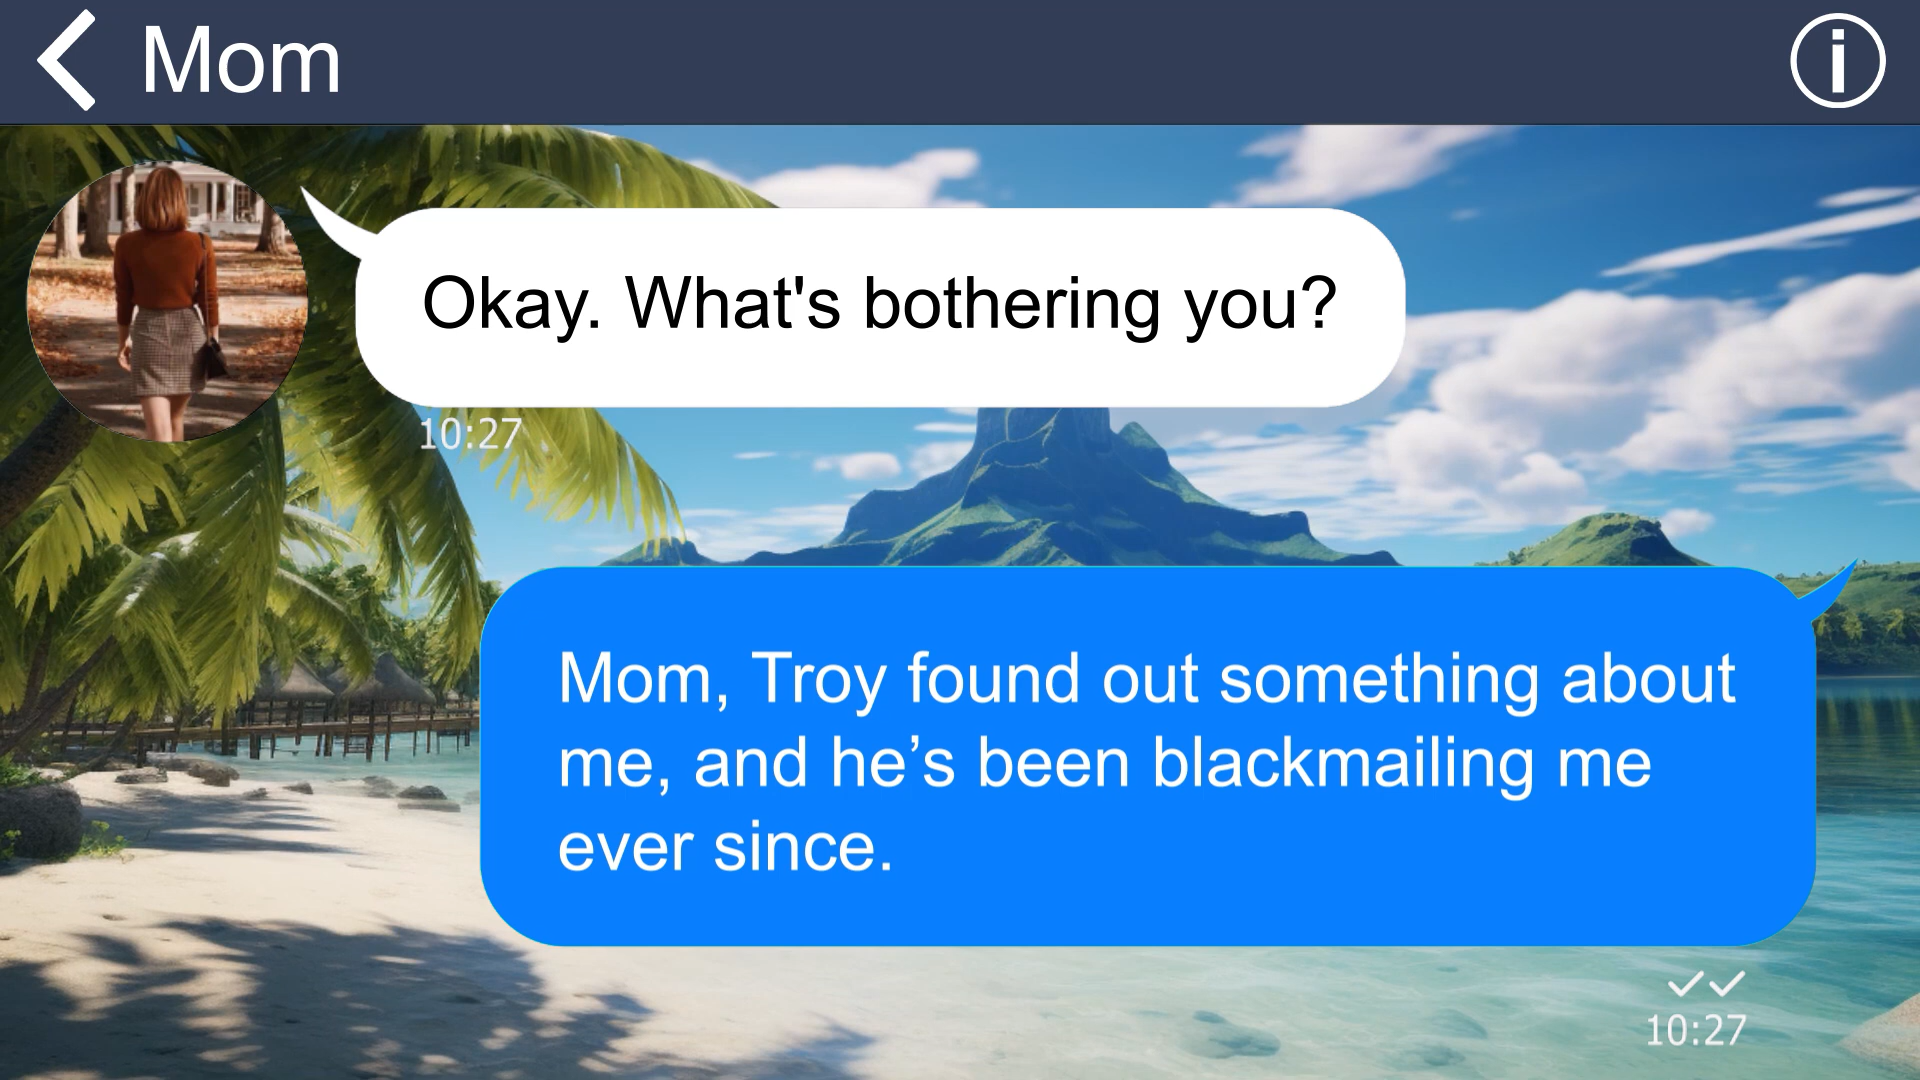 Mom
Okay. What's bothering you?
10:27
Mom, Troy found out something about
me, and he’s been blackmailing me
ever since.
10:27